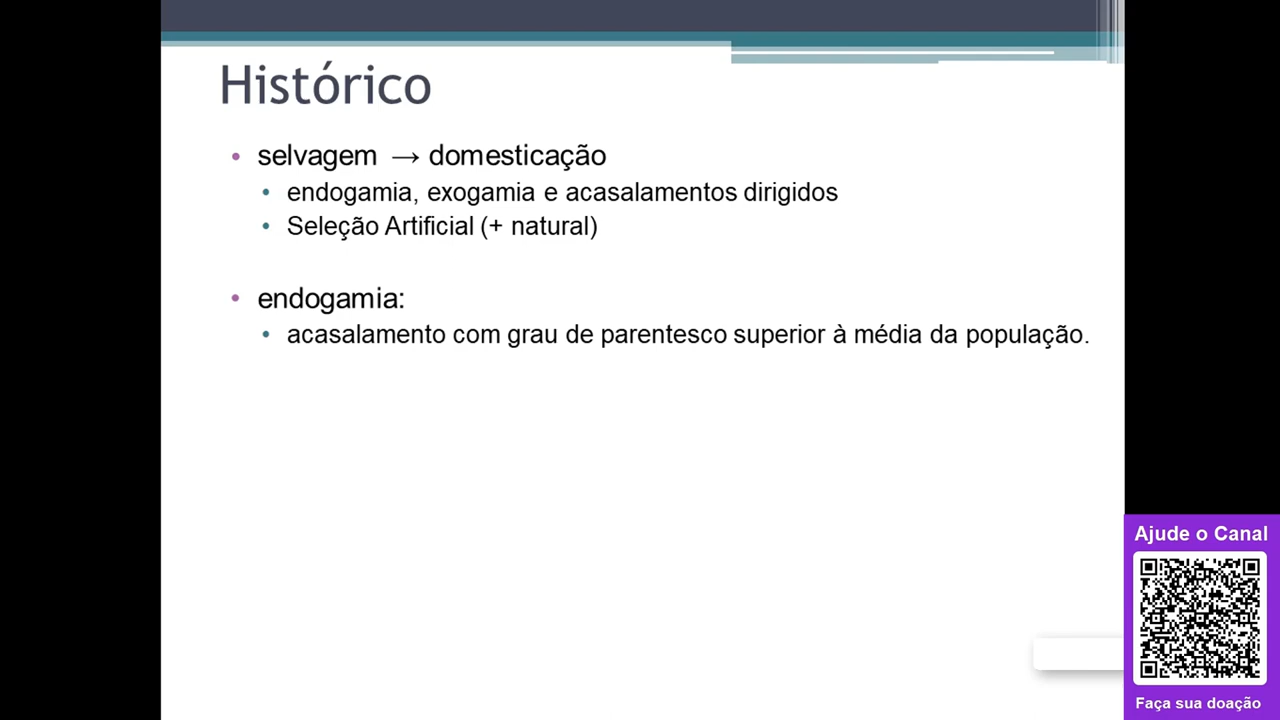 Histórico
• selvagem → domesticação
• endogamia, exogamia e acasalamentos dirigidos
• Seleção Artificial (+ natural)
• endogamia:
• acasalamento com grau de parentesco superior à média da população.
Ajude o Canal
Faça sua doação